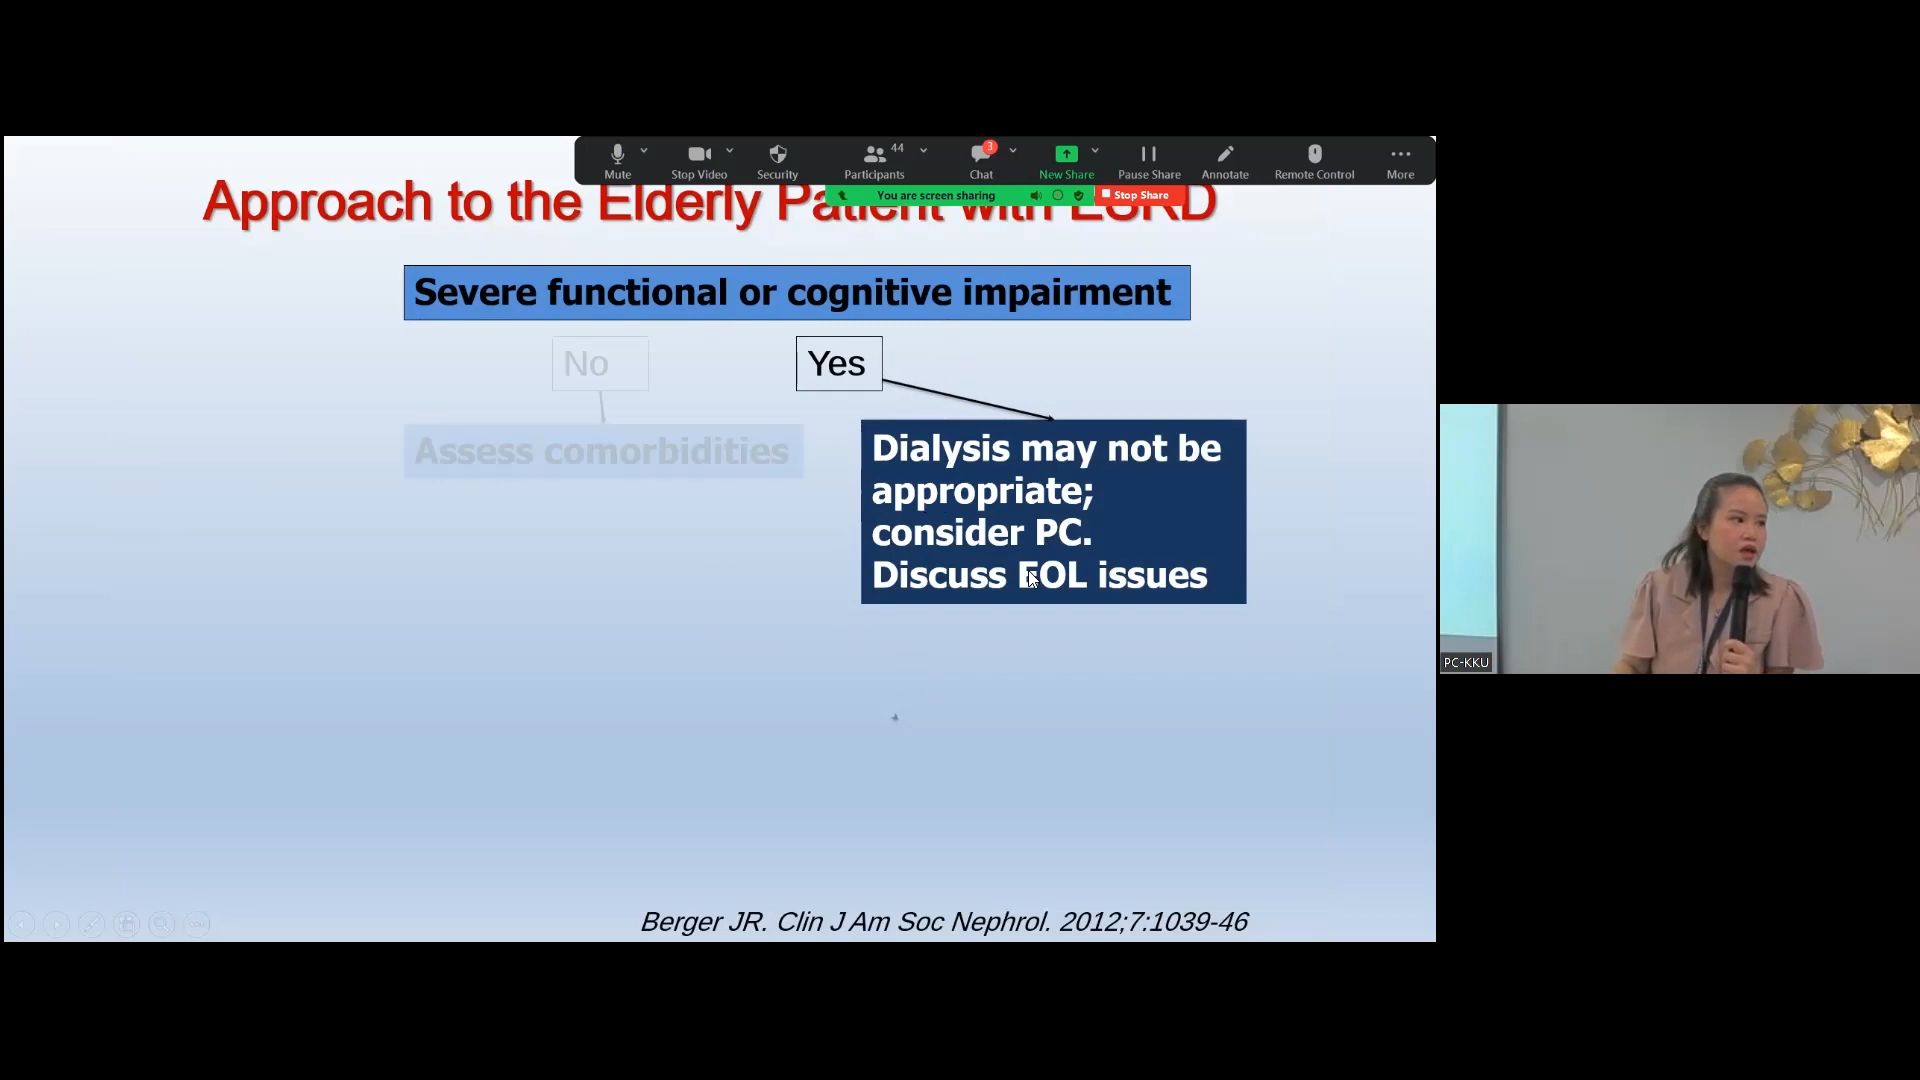 Mute
Stop Video
Security
44
Participants
3
Chat
New Share
Pause Share
Annotate
Remote Control
More
You are screen sharing
Stop Share
Approach to the Elderly Patient with ESRD
Severe functional or cognitive impairment
No
Yes
Assess comorbidities
Dialysis may not be
appropriate;
consider PC.
Discuss EOL issues
PC-KKU
Berger JR. Clin J Am Soc Nephrol. 2012;7:1039-46